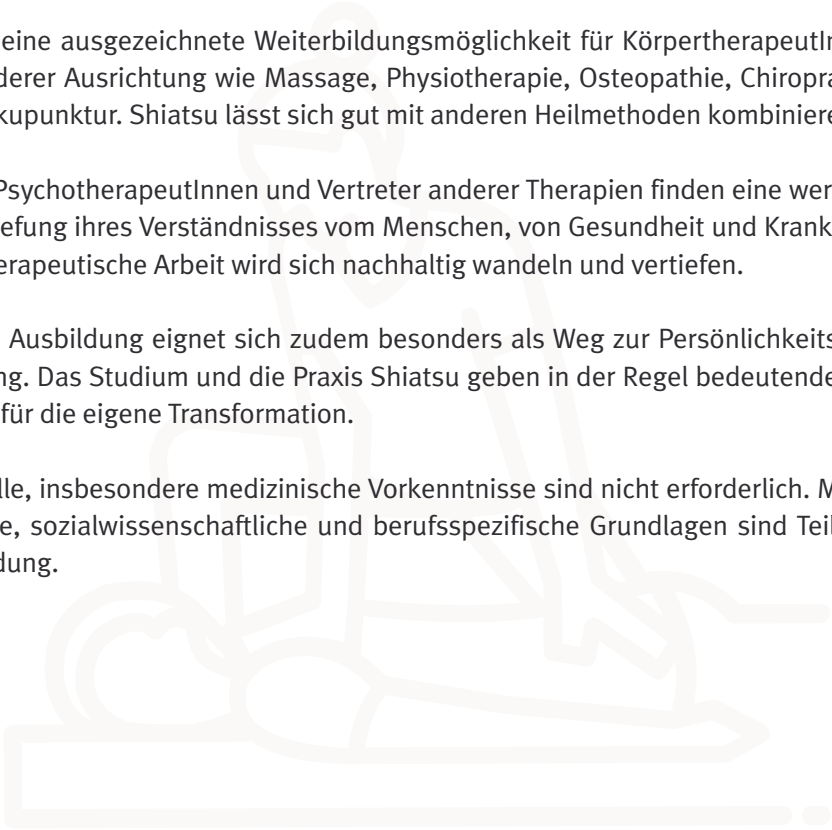 eine ausgezeichnete Weiterbildungsmöglichkeit für KörpertherapeutIn
derer Ausrichtung wie Massage, Physiotherapie, Osteopathie, Chiropra
kupunktur. Shiatsu lässt sich gut mit anderen Heilmethoden kombiniere
PsychotherapeutInnen und Vertreter anderer Therapien finden eine wer
efung ihres Verständnisses vom Menschen, von Gesundheit und Krank
erapeutische Arbeit wird sich nachhaltig wandeln und vertiefen.
Ausbildung eignet sich zudem besonders als Weg zur Persönlichkeits
ng. Das Studium und die Praxis Shiatsu geben in der Regel bedeutende
für die eigene Transformation.
lle, insbesondere medizinische Vorkenntnisse sind nicht erforderlich. M
e, sozialwissenschaftliche und berufsspezifische Grundlagen sind Teil
dung.